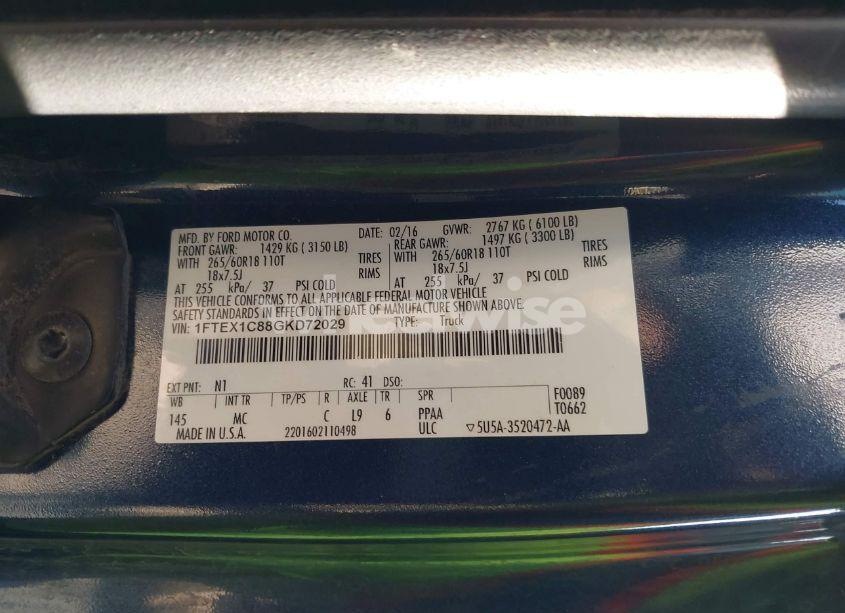 MFD. BY FORD MOTOR CO. DATE: 02/16 GVWR: 2767 KG ( 6100 LB)
FRONT GAWR: 1429 KG ( 3150 LB) REAR GAWR: 1497 KG ( 3300 LB)
WITH 265/60R18 110T TIRES WITH 265/60R18 110T TIRES
18x7.5J RIMS 18x7.5J RIMS
AT 255 kPa/ 37 PSI COLD AT 255 kPa/ 37 PSI COLD
THIS VEHICLE CONFORMS TO ALL APPLICABLE FEDERAL MOTOR VEHICLE
SAFETY STANDARDS IN EFFECT ON THE DATE OF MANUFACTURE SHOWN ABOVE.
VIN: 1FTEX1C88GKD72029 TYPE: Truck
EXT PNT: N1 RC: 41 DSO: F0089
WB INT TR TP/PS R AXLE TR SPR T0662
145 MC C L9 6 PPAA
MADE IN U.S.A. 2201602110498 ULC ▽5U5A-3520472-AA